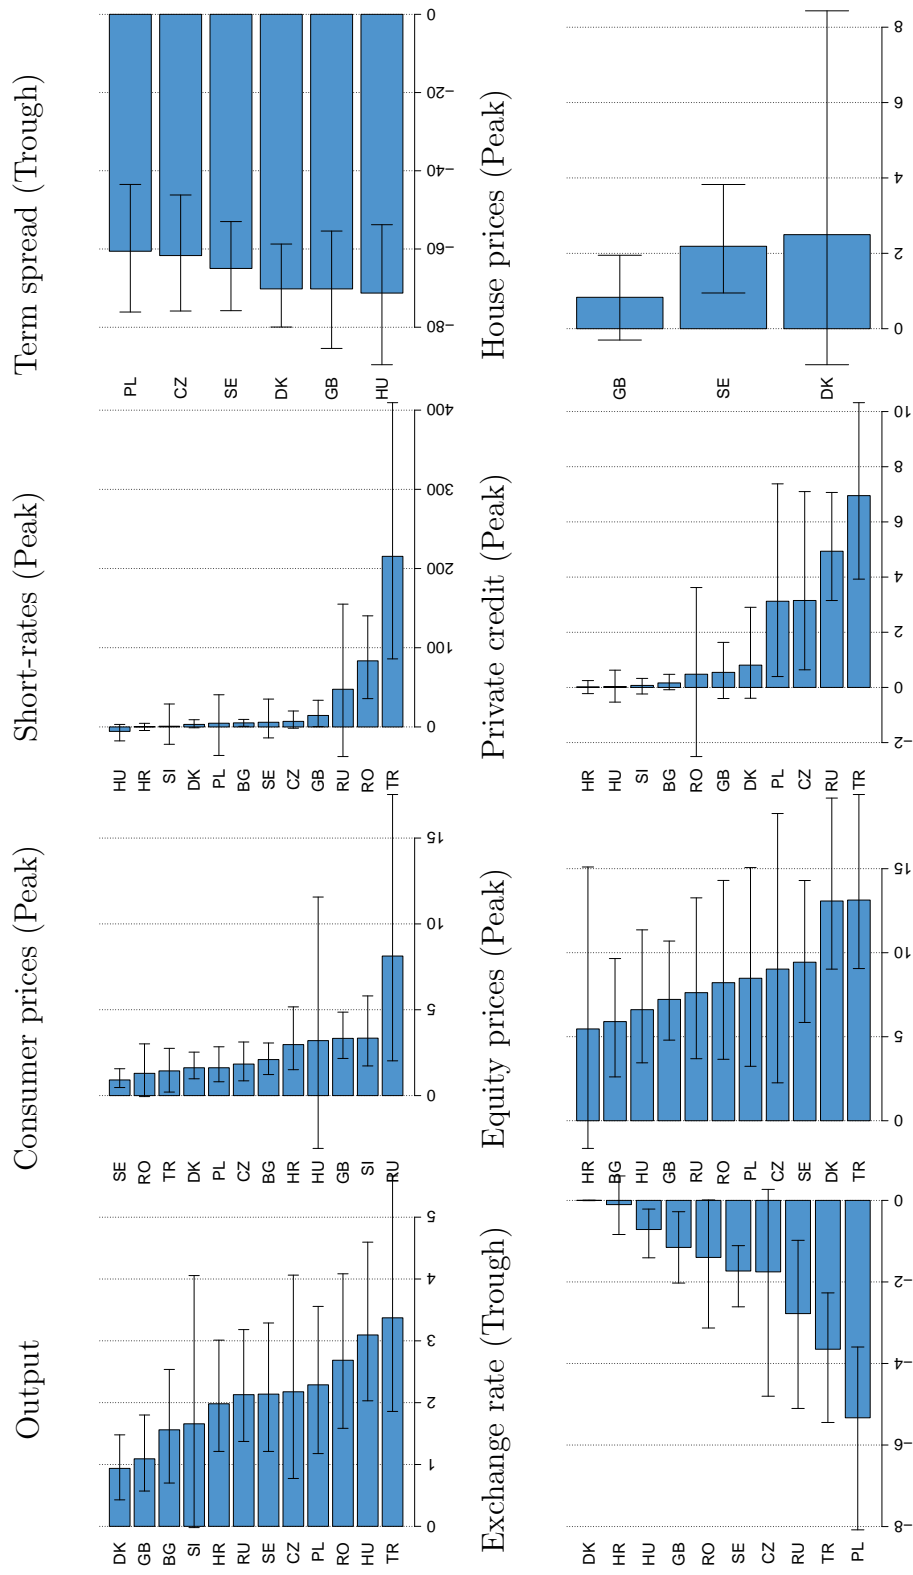 Output
DK
GB
BG
SI
HR
RU
SE
CZ
PL
RO
HU
TR
0
1
2
3
4
5
Consumer prices (Peak)
SE
RO
TR
DK
PL
CZ
BG
HR
HU
GB
SI
RU
0
5
10
15
Short-rates (Peak)
HU
HR
SI
DK
PL
BG
SE
CZ
GB
RU
RO
TR
0
100
200
300
400
Term spread (Trough)
PL
CZ
SE
DK
GB
HU
−80
−60
−40
−20
0
Exchange rate (Trough)
DK
HR
HU
GB
RO
SE
CZ
RU
TR
PL
−8
−6
−4
−2
0
Equity prices (Peak)
HR
BG
HU
GB
RU
RO
PL
CZ
SE
DK
TR
0
5
10
15
Private credit (Peak)
HR
HU
SI
BG
RO
GB
DK
PL
CZ
RU
TR
−2
0
2
4
6
8
10
House prices (Peak)
GB
SE
DK
0
2
4
6
8